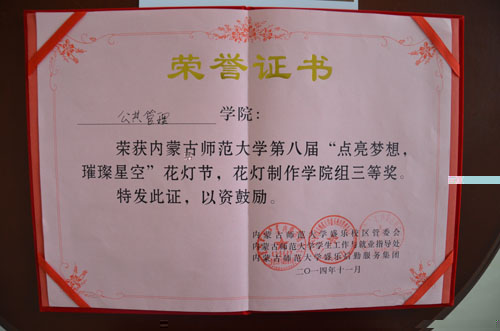 荣誉证书
公共管理 学院：
荣获内蒙古师范大学第八届“点亮梦想，
璀璨星空”花灯节，花灯制作学院组三等奖。
特发此证，以资鼓励。
内蒙古师范大学盛乐校区管委会
内蒙古师范大学学生工作与就业指导处
内蒙古师范大学盛乐后勤服务集团
二〇一四年十一月